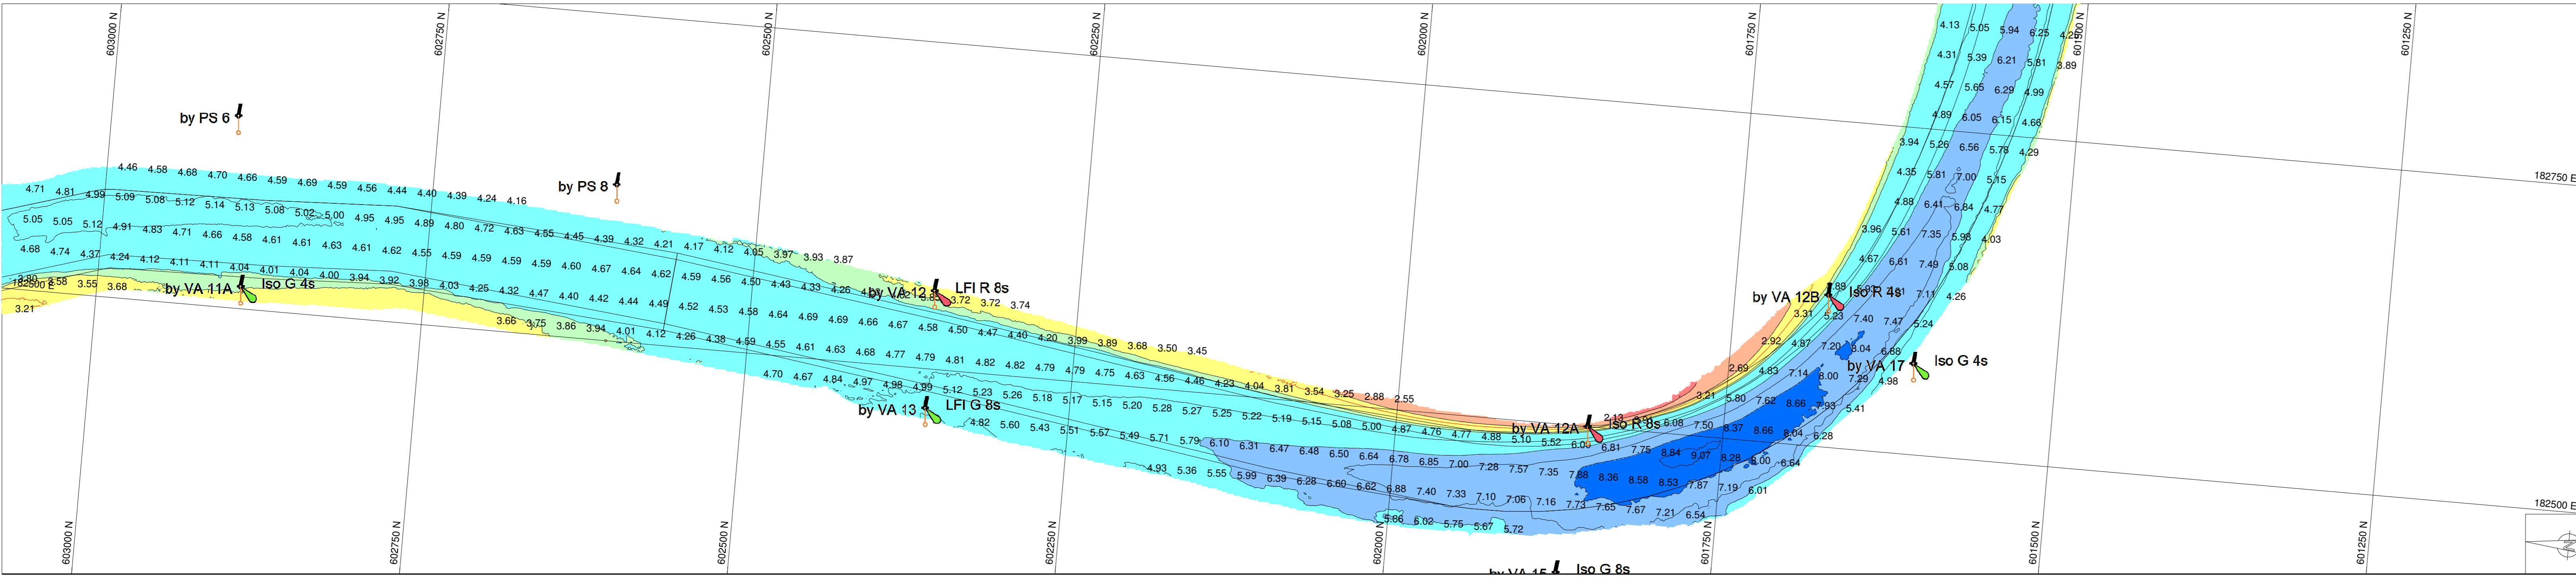 603000 N
602750 N
602500 N
602250 N
602000 N
601750 N
601500 N
601250 N
4.13 5.05 5.94 6.25
4.31 5.39 6.21 5.81 3.89
4.57 5.65 6.29 4.99
4.89 6.05 6.15 4.66
3.94 5.26 6.56 5.78 4.29
4.35 5.81 7.00 5.15
4.88 6.41 6.84 4.77
3.96 5.61 7.35 5.98 4.03
4.67 6.61 7.49 5.08
7.11 4.26
182750 E
by PS 6
by PS 8
4.46 4.58 4.68 4.70 4.66 4.59 4.69 4.59 4.56 4.44 4.40 4.39 4.24 4.16
4.71 4.81 4.99 5.09 5.08 5.12 5.14 5.13 5.08 5.02 5.00 4.95 4.95 4.89 4.80 4.72 4.63 4.55 4.45 4.39 4.32 4.21 4.17 4.12 4.05 3.97 3.93 3.87
5.05 5.05 5.12 4.91 4.83 4.71 4.66 4.58 4.61 4.61 4.63 4.61 4.62 4.55 4.59 4.59 4.59 4.59 4.60 4.67 4.64 4.62 4.59 4.56 4.50 4.43 4.33 4.26
3.72 3.72 3.74
4.68 4.74 4.37 4.24 4.12 4.11 4.11 4.04 4.01 4.04 4.00 3.94 3.92 3.98 4.03 4.25 4.32 4.47 4.40 4.42 4.44 4.49 4.52 4.53 4.58 4.64 4.69 4.69 4.66 4.67 4.58 4.50 4.47 4.40 4.20 3.99 3.89 3.68 3.50 3.45
3.80 3.58 3.55 3.68
182500 E
3.21
by VA 11A Iso G 4s
by VA 12 LFl R 8s
by VA 12B Iso R 4s
3.66 3.75 3.86 3.94 4.01 4.12 4.26 4.38 4.59 4.55 4.61 4.63 4.68 4.77 4.79 4.81 4.82 4.82 4.79 4.79 4.75 4.63 4.56 4.46 4.23 4.04 3.81 3.54 3.25 2.88 2.55
3.31 5.23 7.40 7.47 5.24
2.92 4.87 7.20 8.04 6.88
by VA 17 Iso G 4s
2.69 4.83 7.14 8.00 7.29 4.98
4.70 4.67 4.84 4.97 4.98 4.99 5.12 5.23 5.26 5.18 5.17 5.15 5.20 5.28 5.27 5.25 5.22 5.19 5.15 5.08 5.00 4.87 4.76 4.77 4.88 5.10 5.52
3.21 5.80 7.62 8.66 7.93 5.41
by VA 13 LFl G 8s
by VA 12A Iso R 8s
2.13
6.08 7.50 8.37 8.66 8.04 6.28
4.82 5.60 5.43 5.51 5.57 5.49 5.71 5.79 6.10 6.31 6.47 6.48 6.50 6.64 6.78 6.85 7.00 7.28 7.57 7.35 7.88 8.36 8.58 8.53 7.87 7.19 6.01
6.81 7.75 8.84 9.07 8.28 8.00 6.64
4.93 5.36 5.55 5.99 6.39 6.28 6.60 6.62 6.88 7.40 7.33 7.10 7.06 7.16 7.73 7.65 7.67 7.21 6.54
5.86 6.02 5.75 5.67 5.72
182500 E
603000 N
602750 N
602500 N
602250 N
602000 N
601750 N
601500 N
601250 N
by VA 15 Iso G 8s